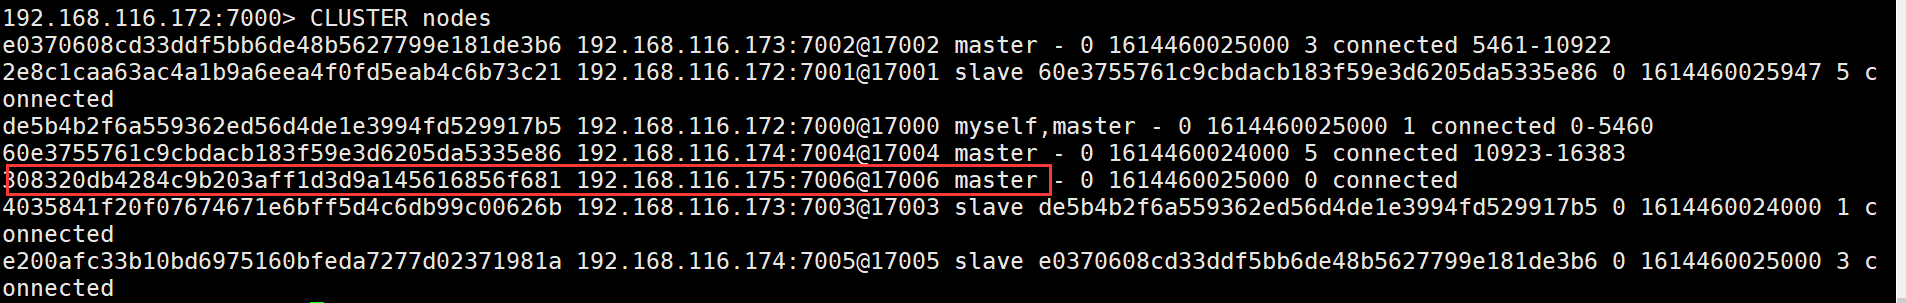 192.168.116.172:7000> CLUSTER nodes
e0370608cd33ddf5bb6de48b5627799e181de3b6 192.168.116.173:7002@17002 master - 0 1614460025000 3 connected 5461-10922
2e8c1caa63ac4a1b9a6eea4f0fd5eab4c6b73c21 192.168.116.172:7001@17001 slave 60e3755761c9cbdacb183f59e3d6205da5335e86 0 1614460025947 5 c
onnected
de5b4b2f6a559362ed56d4de1e3994fd529917b5 192.168.116.172:7000@17000 myself,master - 0 1614460025000 1 connected 0-5460
60e3755761c9cbdacb183f59e3d6205da5335e86 192.168.116.174:7004@17004 master - 0 1614460024000 5 connected 10923-16383
308320db4284c9b203aff1d3d9a145616856f681 192.168.116.175:7006@17006 master - 0 1614460025000 0 connected
4035841f20f07674671e6bff5d4c6db99c00626b 192.168.116.173:7003@17003 slave de5b4b2f6a559362ed56d4de1e3994fd529917b5 0 1614460024000 1 c
onnected
e200afc33b10bd6975160bfeda7277d02371981a 192.168.116.174:7005@17005 slave e0370608cd33ddf5bb6de48b5627799e181de3b6 0 1614460025000 3 c
onnected